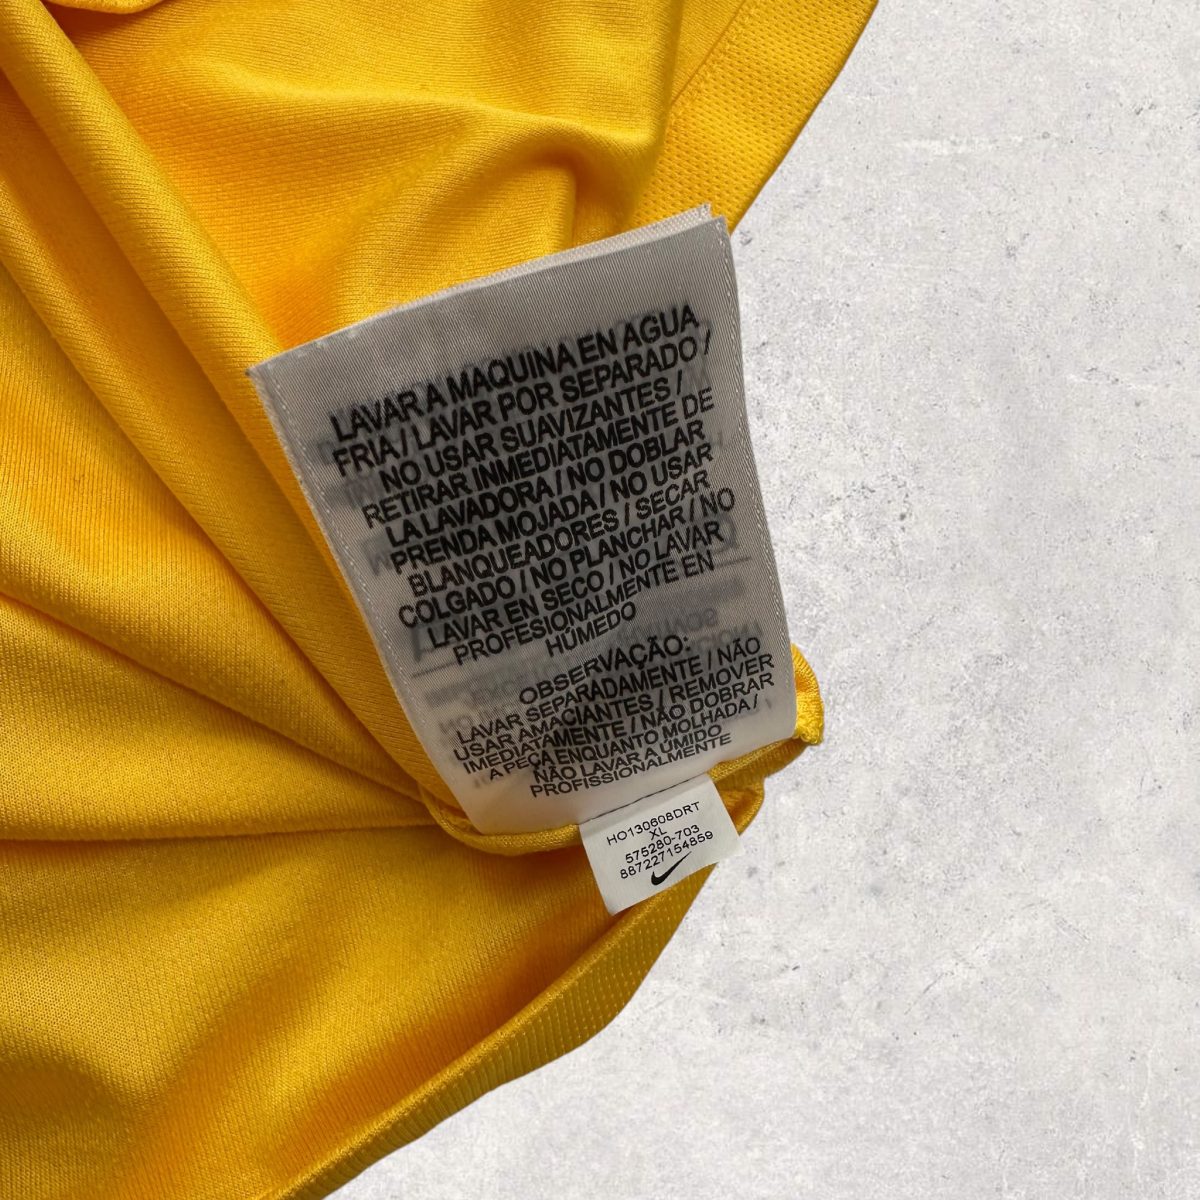 LAVAR A MAQUINA EN AGUA
FRIA / LAVAR POR SEPARADO /
NO USAR SUAVIZANTES /
RETIRAR INMEDIATAMENTE DE
LA LAVADORA / NO DOBLAR
PRENDA MOJADA / NO USAR
BLANQUEADORES / SECAR
COLGADO / NO PLANCHAR / NO
LAVAR EN SECO / NO LAVAR
PROFESIONALMENTE EN
HÚMEDO
OBSERVAÇÃO:
LAVAR SEPARADAMENTE / NÃO
USAR AMACIANTES / REMOVER
IMEDIATAMENTE / NÃO DOBRAR
A PEÇA ENQUANTO MOLHADA /
NÃO LAVAR A ÚMIDO
PROFISSIONALMENTE
HO130608DRT
XL
575280-703
887227154859